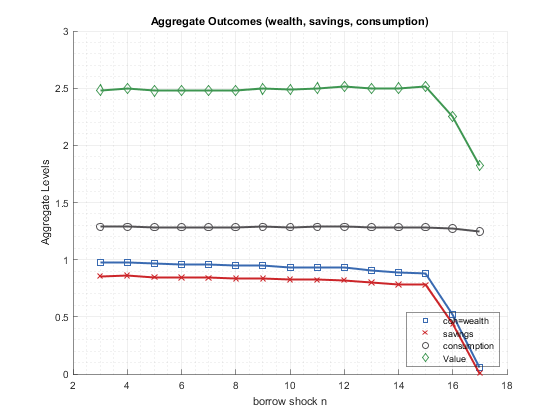 Aggregate Outcomes (wealth, savings, consumption)
3
2.5
2
1.5
1
0.5
0
Aggregate Levels
coh=wealth
savings
consumption
Value
2
4
6
8
10
12
14
16
18
borrow shock n